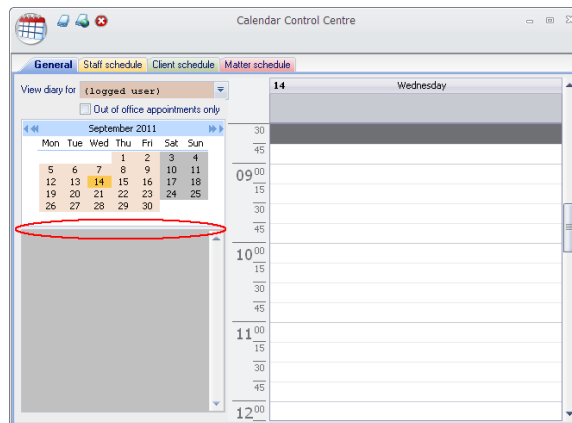 Calendar Control Centre
General Staff schedule Client schedule Matter schedule
View diary for (logged user)
Out of office appointments only
September 2011
Mon Tue Wed Thu Fri Sat Sun
1 2 3 4
5 6 7 8 9 10 11
12 13 14 15 16 17 18
19 20 21 22 23 24 25
26 27 28 29 30
14 Wednesday
30
45
09 00
15
30
45
10 00
15
30
45
11 00
15
30
45
12 00